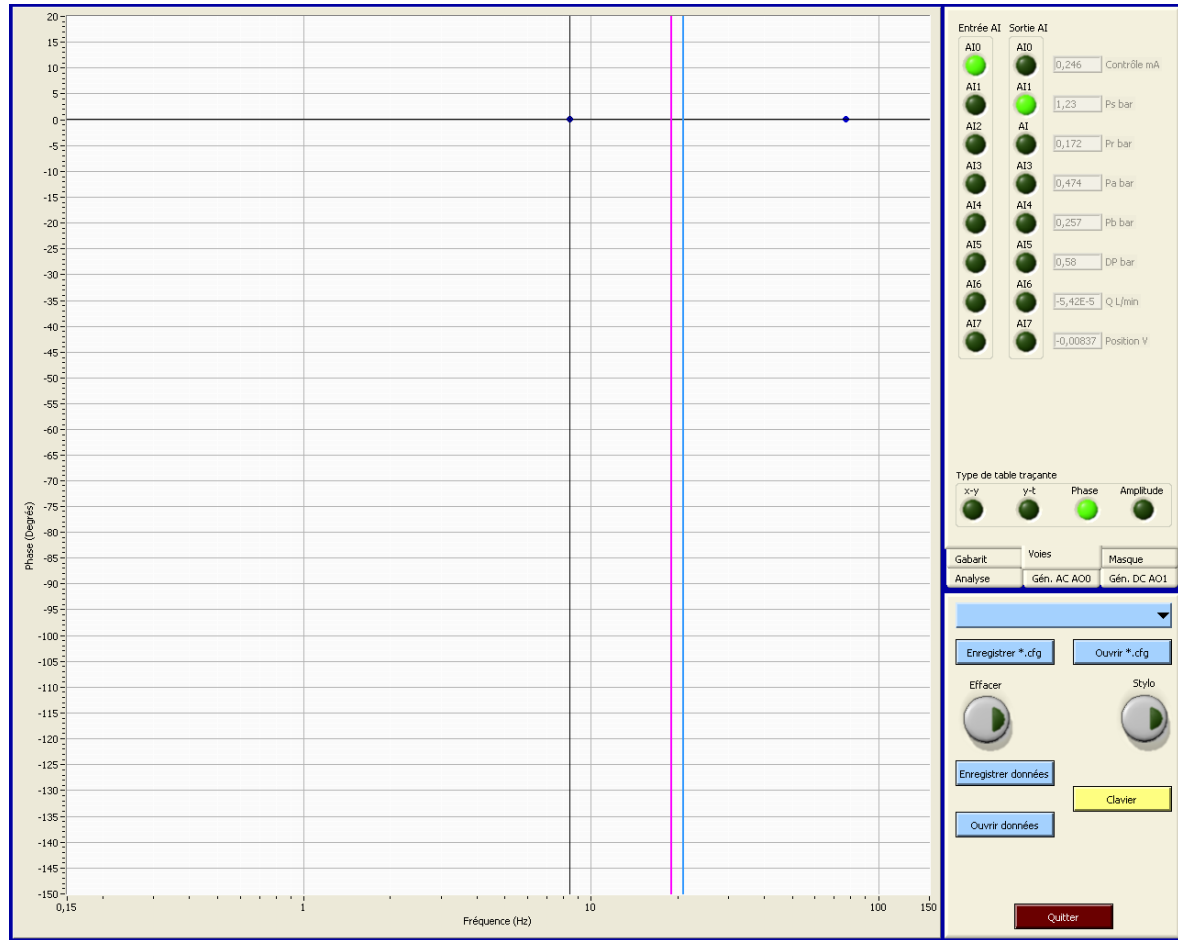 20
15
10
5
0
-5
-10
-15
-20
-25
-30
-35
-40
-45
-50
-55
-60
-65
-70
-75
-80
-85
-90
-95
-100
-105
-110
-115
-120
-125
-130
-135
-140
-145
-150
Phase (Degrés)
0,15 1 10 100 150
Fréquence (Hz)
Entrée AI Sortie AI
AI0 AI0
0,246 Contrôle mA
AI1 AI1
1,23 Ps bar
AI2 AI
0,172 Pr bar
AI3 AI3
0,474 Pa bar
AI4 AI4
0,257 Pb bar
AI5 AI5
0,58 DP bar
AI6 AI6
-5,42E-5 Q L/min
AI7 AI7
-0,00837 Position V
Type de table traçante
x-y y-t Phase Amplitude
Gabarit Voies Masque
Analyse Gén. AC AO0 Gén. DC AO1
Enregistrer *.cfg Ouvrir *.cfg
Effacer Stylo
Enregistrer données
Clavier
Ouvrir données
Quitter